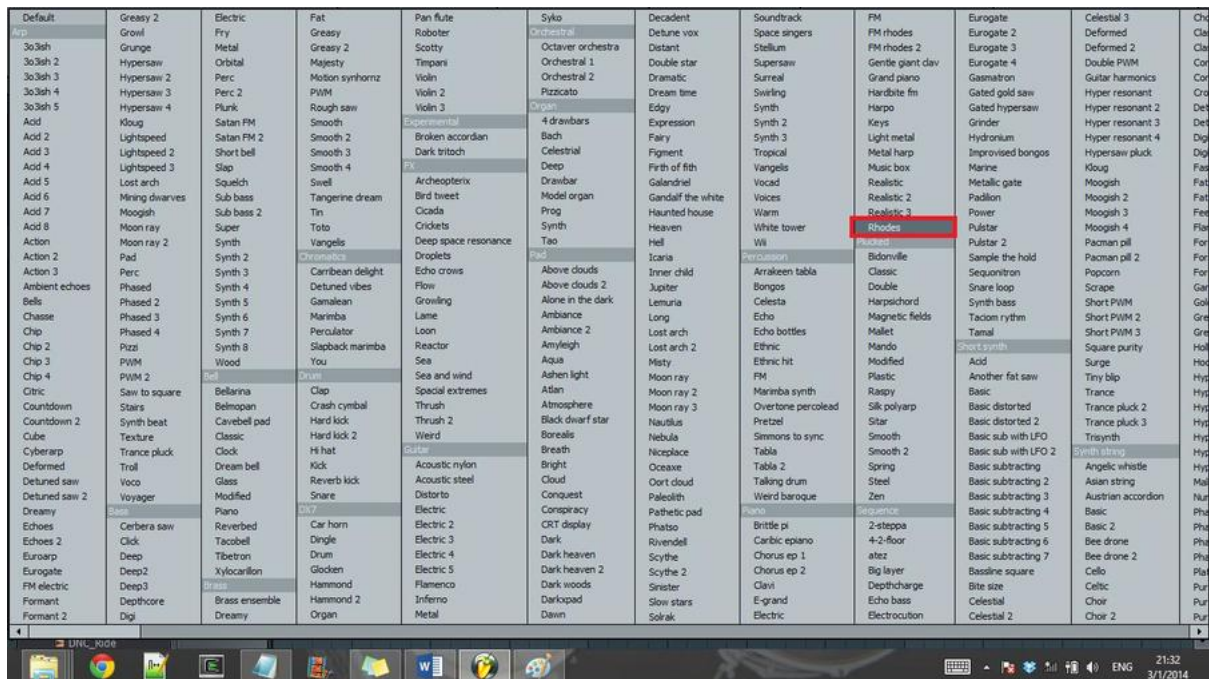 Default
Arp
3o3ish
3o3ish 2
3o3ish 3
3o3ish 4
3o3ish 5
Acid
Acid 2
Acid 3
Acid 4
Acid 5
Acid 6
Acid 7
Acid 8
Action
Action 2
Action 3
Ambient echoes
Bells
Chasse
Chip
Chip 2
Chip 3
Chip 4
Citric
Countdown
Countdown 2
Cube
Cyberarp
Deformed
Detuned saw
Detuned saw 2
Dreamy
Echoes
Echoes 2
Euroarp
Eurogate
FM electric
Formant
Formant 2
Greasy 2
Growl
Grunge
Hypersaw
Hypersaw 2
Hypersaw 3
Hypersaw 4
Kloug
Lightspeed
Lightspeed 2
Lightspeed 3
Lost arch
Mining dwarves
Moogish
Moon ray
Moon ray 2
Pad
Perc
Phased
Phased 2
Phased 3
Phased 4
Pizzi
PWM
PWM 2
Saw to square
Stairs
Synth beat
Texture
Trance pluck
Troll
Voco
Voyager
Bass
Cerbera saw
Click
Deep
Deep2
Deep3
Depthcore
Digi
Electric
Fry
Metal
Orbital
Perc
Perc 2
Plunk
Satan FM
Satan FM 2
Short bell
Slap
Squelch
Sub bass
Sub bass 2
Super
Synth
Synth 2
Synth 3
Synth 4
Synth 5
Synth 6
Synth 7
Synth 8
Wood
Bell
Bellarina
Belmopan
Cavebell pad
Classic
Clock
Dream bell
Glass
Modified
Piano
Reverbed
Tacobell
Tibetron
Xylocarillon
Brass
Brass ensemble
Dreamy
Fat
Greasy
Greasy 2
Majesty
Motion synhornz
PWM
Rough saw
Smooth
Smooth 2
Smooth 3
Smooth 4
Swell
Tangerine dream
Tin
Toto
Vangelis
Chromatics
Carribean delight
Detuned vibes
Gamalean
Marimba
Perculator
Slapback marimba
You
Drum
Clap
Crash cymbal
Hard kick
Hard kick 2
Hi hat
Kick
Reverb kick
Snare
DX7
Car horn
Dingle
Drum
Glocken
Hammond
Hammond 2
Organ
Pan flute
Roboter
Scotty
Timpani
Violin
Violin 2
Violin 3
Experimental
Broken accordian
Dark tritoch
FX
Archeopterix
Bird tweet
Cicada
Crickets
Deep space resonance
Droplets
Echo crows
Flow
Growling
Lame
Loon
Reactor
Sea
Sea and wind
Spacial extremes
Thrush
Thrush 2
Weird
Guitar
Acoustic nylon
Acoustic steel
Distorto
Electric
Electric 2
Electric 3
Electric 4
Electric 5
Flamenco
Inferno
Metal
Syko
Orchestral
Octaver orchestra
Orchestral 1
Orchestral 2
Pizzicato
Organ
4 drawbars
Bach
Celestrial
Deep
Drawbar
Model organ
Prog
Synth
Tao
Pad
Above clouds
Above clouds 2
Alone in the dark
Ambiance
Ambiance 2
Amyleigh
Aqua
Ashen light
Atlan
Atmosphere
Black dwarf star
Borealis
Breath
Bright
Cloud
Conquest
Conspiracy
CRT display
Dark
Dark heaven
Dark heaven 2
Dark woods
Darkxpad
Dawn
Decadent
Detune vox
Distant
Double star
Dramatic
Dream time
Edgy
Expression
Fairy
Figment
Firth of fith
Galandriel
Gandalf the white
Haunted house
Heaven
Hell
Icaria
Inner child
Jupiter
Lemuria
Long
Lost arch
Lost arch 2
Misty
Moon ray
Moon ray 2
Moon ray 3
Nautilus
Nebula
Niceplace
Oceaxe
Oort cloud
Paleolith
Pathetic pad
Phatso
Rivendell
Scythe
Scythe 2
Sinister
Slow stars
Solrak
Soundtrack
Space singers
Stellium
Supersaw
Surreal
Swirling
Synth
Synth 2
Synth 3
Tropical
Vangelis
Vocad
Voices
Warm
White tower
Wii
Percussion
Arrakeen tabla
Bongos
Celesta
Echo
Echo bottles
Ethnic
Ethnic hit
FM
Marimba synth
Overtone percolead
Pretzel
Simmons to sync
Tabla
Tabla 2
Talking drum
Weird baroque
Piano
Brittle pi
Caribic epiano
Chorus ep 1
Chorus ep 2
Clavi
E-grand
Electric
FM
FM rhodes
FM rhodes 2
Gentle giant clav
Grand piano
Hardbite fm
Harpo
Keys
Light metal
Metal harp
Music box
Realistic
Realistic 2
Realistic 3
Rhodes
Plucked
Bidonville
Classic
Double
Harpsichord
Magnetic fields
Mallet
Mando
Modified
Plastic
Raspy
Silk polyarp
Sitar
Smooth
Smooth 2
Spring
Steel
Zen
Sequence
2-steppa
4-2-floor
atez
Big layer
Depthcharge
Echo bass
Electrocution
Eurogate
Eurogate 2
Eurogate 3
Eurogate 4
Gasmatron
Gated gold saw
Gated hypersaw
Grinder
Hydronium
Improvised bongos
Marine
Metallic gate
Padilion
Power
Pulstar
Pulstar 2
Sample the hold
Sequonitron
Snare loop
Synth bass
Taciom rythm
Tamal
Short synth
Acid
Another fat saw
Basic
Basic distorted
Basic distorted 2
Basic sub with LFO
Basic sub with LFO 2
Basic subtracting
Basic subtracting 2
Basic subtracting 3
Basic subtracting 4
Basic subtracting 5
Basic subtracting 6
Basic subtracting 7
Bassline square
Bite size
Celestial
Celestial 2
Celestial 3
Deformed
Deformed 2
Double PWM
Guitar harmonics
Hyper resonant
Hyper resonant 2
Hyper resonant 3
Hyper resonant 4
Hypersaw pluck
Kloug
Moogish
Moogish 2
Moogish 3
Moogish 4
Pacman pill
Pacman pill 2
Popcorn
Scrape
Short PWM
Short PWM 2
Short PWM 3
Square purity
Surge
Tiny blip
Trance
Trance pluck 2
Trance pluck 3
Trisynth
Synth string
Angelic whistle
Asian string
Austrian accordion
Basic
Basic 2
Bee drone
Bee drone 2
Cello
Celtic
Choir
Choir 2
DNC_Ride
ENG
21:32
3/1/2014